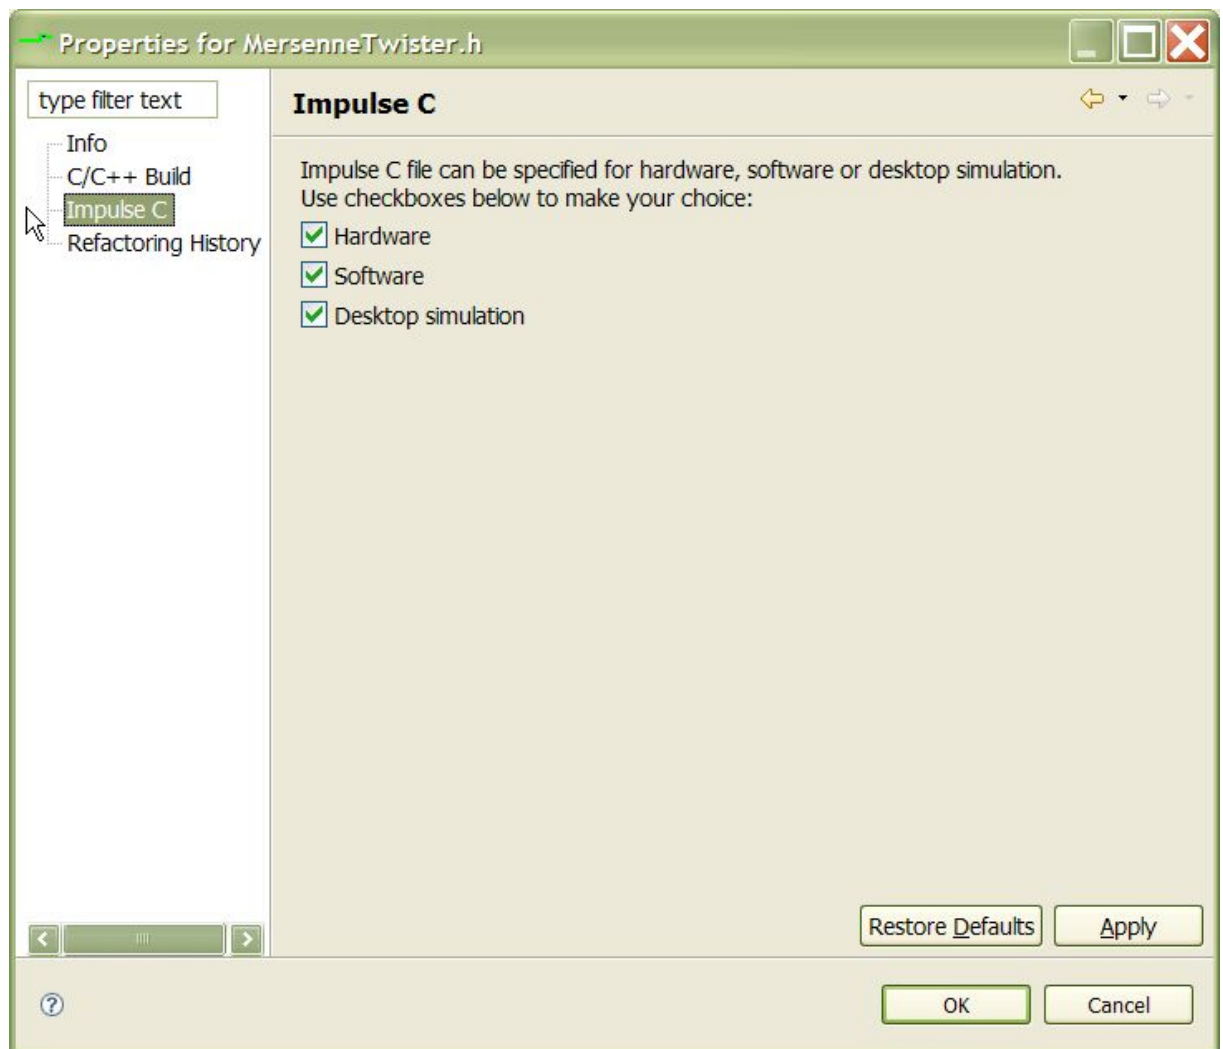 Properties for MersenneTwister.h
type filter text
Info
C/C++ Build
Impulse C
Refactoring History
Impulse C
Impulse C file can be specified for hardware, software or desktop simulation.
Use checkboxes below to make your choice:
Hardware
Software
Desktop simulation
Restore Defaults
Apply
?
OK
Cancel